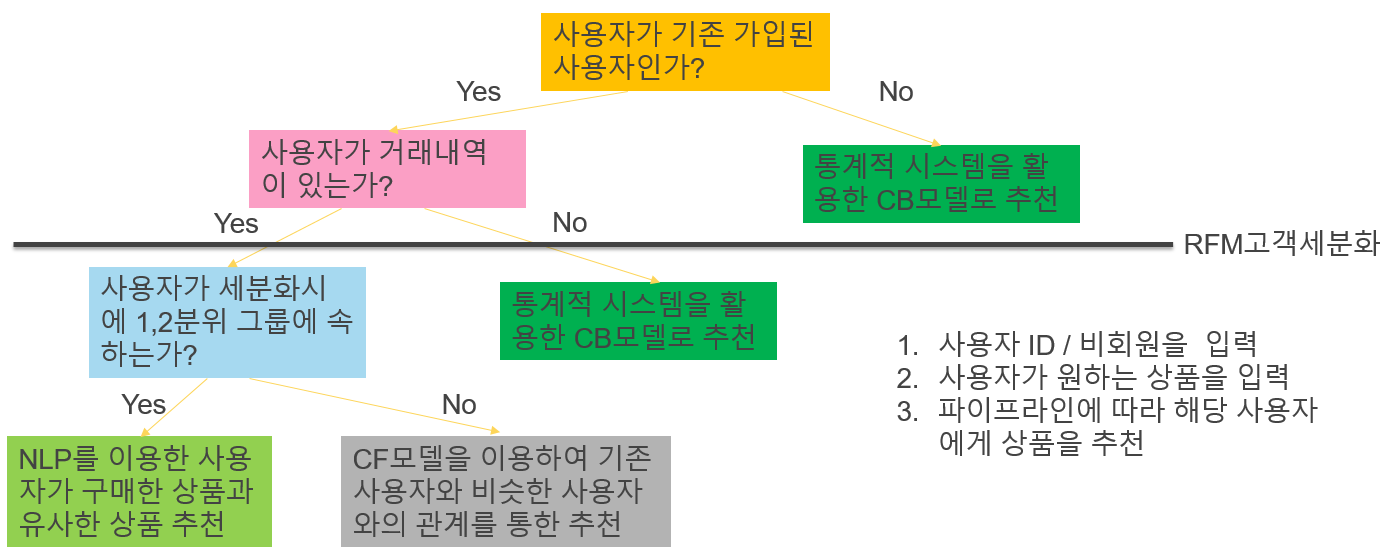 사용자가 기존 가입된
사용자인가?
Yes
No
사용자가 거래내역
이 있는가?
통계적 시스템을 활
용한 CB모델로 추천
Yes
No
RFM고객세분화
사용자가 세분화시
에 1,2분위 그룹에 속
하는가?
통계적 시스템을 활
용한 CB모델로 추천
1. 사용자 ID / 비회원을 입력
2. 사용자가 원하는 상품을 입력
3. 파이프라인에 따라 해당 사용자
에게 상품을 추천
Yes
No
NLP를 이용한 사용
자가 구매한 상품과
유사한 상품 추천
CF모델을 이용하여 기존
사용자와 비슷한 사용자
와의 관계를 통한 추천